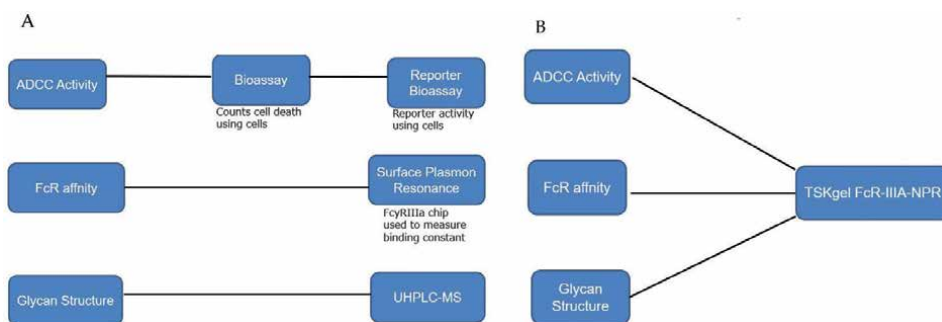 A
ADCC Activity
Bioassay
Counts cell death
using cells
Reporter
Bioassay
Reporter activity
using cells
FcR affnity
Surface Plasmon
Resonance
FcyRIIIa chip
used to measure
binding constant
Glycan Structure
UHPLC-MS
B
ADCC Activity
FcR affnity
Glycan
Structure
TSKgel FcR-IIIA-NPR